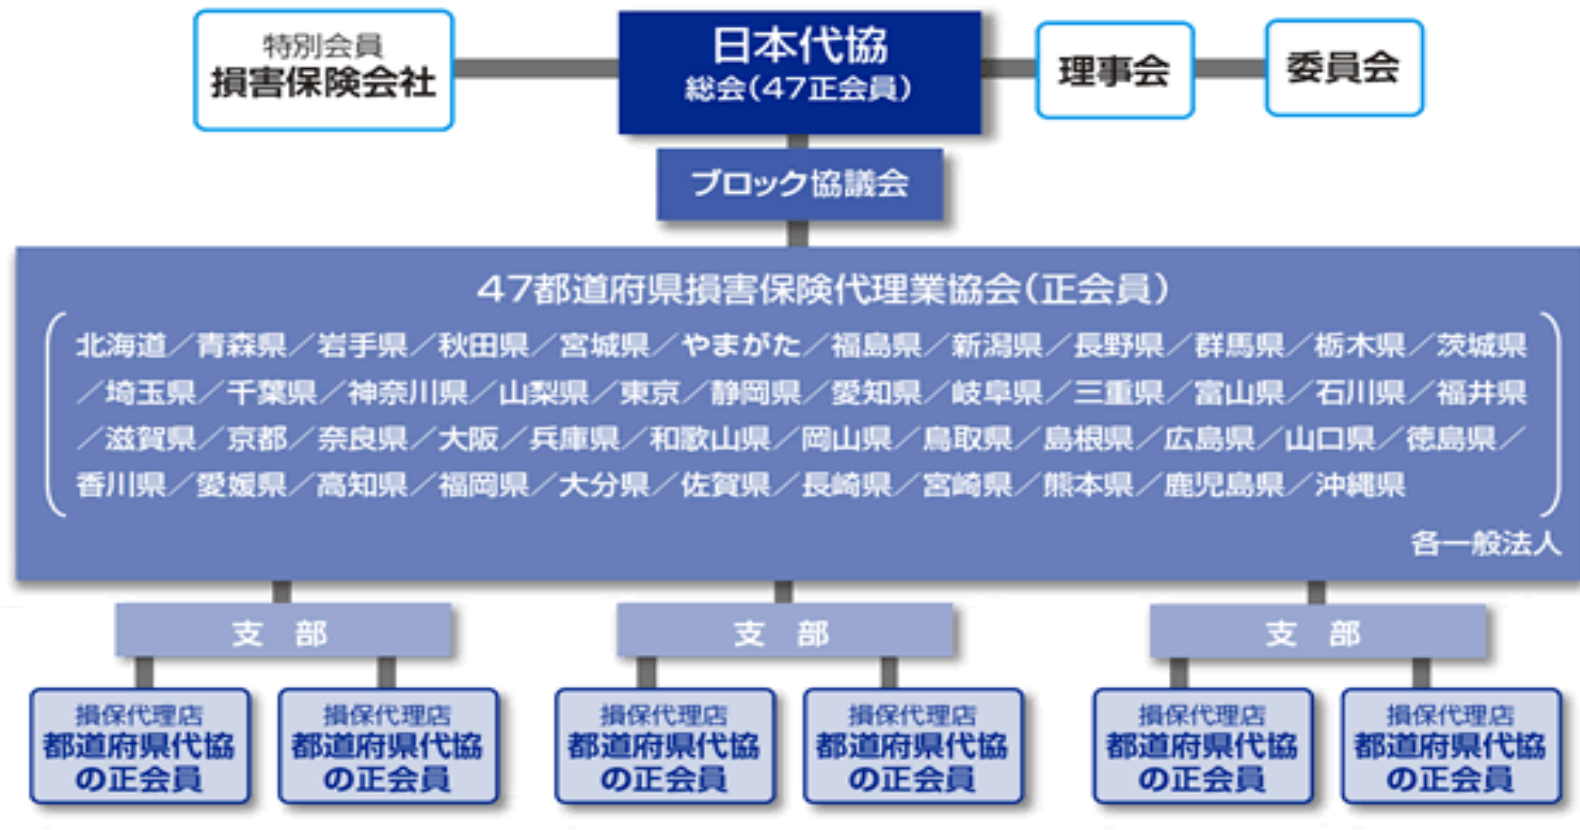 特別会員
損害保険会社
日本代協
総会(47正会員)
理事会
委員会
ブロック協議会
47都道府県損害保険代理業協会(正会員)
北海道/青森県/岩手県/秋田県/宮城県/やまがた/福島県/新潟県/長野県/群馬県/栃木県/茨城県
/埼玉県/千葉県/神奈川県/山梨県/東京/静岡県/愛知県/岐阜県/三重県/富山県/石川県/福井県
/滋賀県/京都/奈良県/大阪/兵庫県/和歌山県/岡山県/鳥取県/島根県/広島県/山口県/徳島県/
香川県/愛媛県/高知県/福岡県/大分県/佐賀県/長崎県/宮崎県/熊本県/鹿児島県/沖縄県
各一般法人
支 部
支 部
支 部
損保代理店
都道府県代協
の正会員
損保代理店
都道府県代協
の正会員
損保代理店
都道府県代協
の正会員
損保代理店
都道府県代協
の正会員
損保代理店
都道府県代協
の正会員
損保代理店
都道府県代協
の正会員